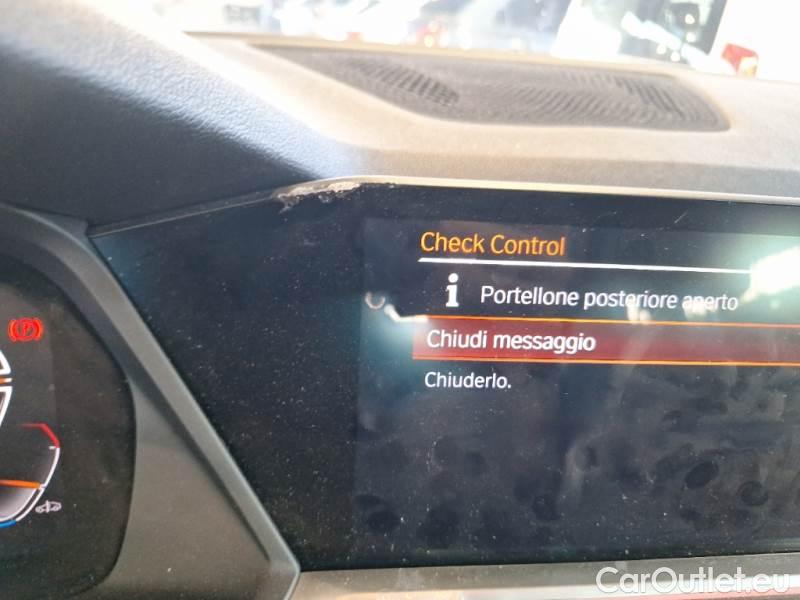 Check Control
i Portellone posteriore aperto
Chiudi messaggio
Chiuderlo.
CarOutlet.eu